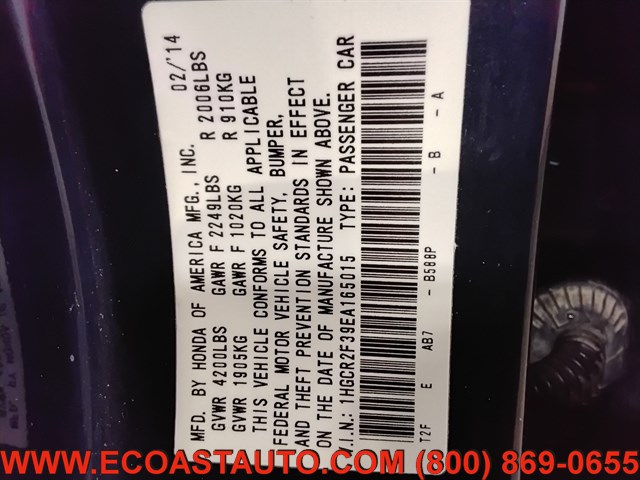 MFD. BY HONDA OF AMERICA MFG., INC. 02/'14
GVWR 4200LBS GAWR F 2249LBS R 2006LBS
GVWR 1905KG GAWR F 1020KG R 910KG
THIS VEHICLE CONFORMS TO ALL APPLICABLE
FEDERAL MOTOR VEHICLE SAFETY, BUMPER,
AND THEFT PREVENTION STANDARDS IN EFFECT
ON THE DATE OF MANUFACTURE SHOWN ABOVE.
V.I.N.: 1HGCR2F39EA165015 TYPE: PASSENGER CAR
T2F E AB7 - B588P - B - A
WWW.ECOASTAUTO.COM (800) 869-0655